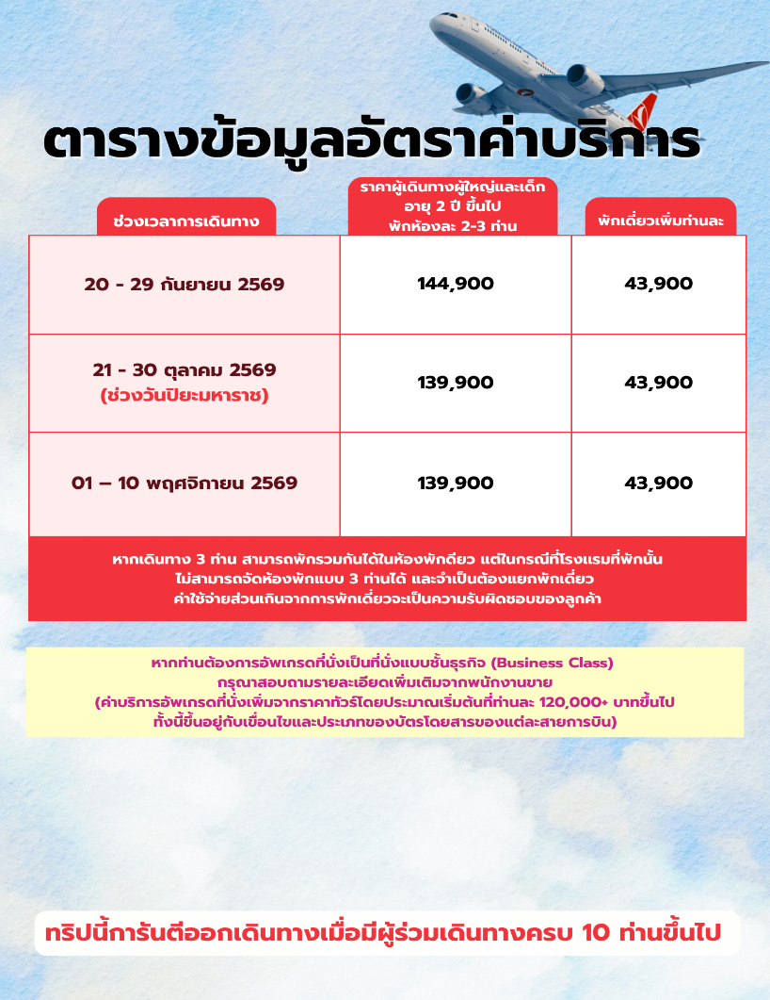 ตารางข้อมูลอัตราค่าบริการ
ช่วงเวลาการเดินทาง
ราคาผู้เดินทางผู้ใหญ่และเด็ก
อายุ 2 ปี ขึ้นไป
พักห้องละ 2-3 ท่าน
พักเดี่ยวเพิ่มท่านละ
20 - 29 กันยายน 2569
144,900
43,900
21 - 30 ตุลาคม 2569
(ช่วงวันปิยะมหาราช)
139,900
43,900
01 – 10 พฤศจิกายน 2569
139,900
43,900
หากเดินทาง 3 ท่าน สามารถพักรวมกันได้ในห้องพักดียว แต่ในกรณีที่โรงแรมที่พักนั้น
ไม่สามารถจัดห้องพักแบบ 3 ท่านได้ และจำเป็นต้องแยกพักเดี่ยว
ค่าใช้จ่ายส่วนเกินจากการพักเดี่ยวจะเป็นความรับผิดชอบของลูกค้า
หากท่านต้องการอัพเกรดที่นั่งเป็นที่นั่งแบบชั้นธุรกิจ (Business Class)
กรุณาสอบถามรายละเอียดเพิ่มเติมจากพนักงานขาย
(ค่าบริการอัพเกรดที่นั่งเพิ่มจากราคาทัวร์โดยประมาณเริ่มต้นที่ท่านละ 120,000+ บาทขึ้นไป
ทั้งนี้ขึ้นอยู่กับเขื่อนไขและประเภทของบัตรโดยสารของแต่ละสายการบิน)
ทริปนี้การันตีออกเดินทางเมื่อมีผู้ร่วมเดินทางครบ 10 ท่านขึ้นไป